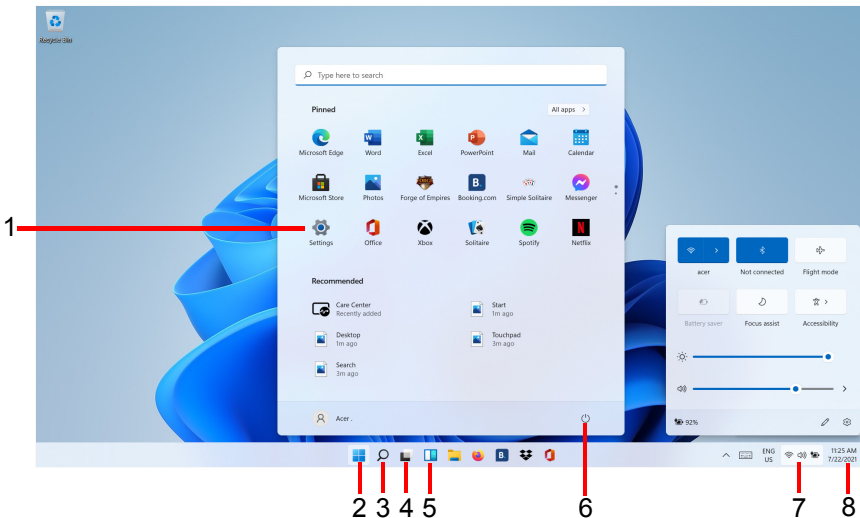 Recycle Bin
Type here to search
Pinned
All apps >
Microsoft Edge
Word
Excel
PowerPoint
Mail
Calendar
Microsoft Store
Photos
Forge of Empires
Booking.com
Simple Solitaire
Messenger
1
Settings
Office
Xbox
Solitaire
Spotify
Netflix
acer
Not connected
Flight mode
Recommended
Care Center
Recently added
Start
1m ago
Battery saver
Focus assist
Accessibility
Desktop
1m ago
Touchpad
3m ago
Search
3m ago
Acer .
92%
B.
ENG
US
11:25 AM
7/22/2021
2 3 4 5 6 7 8